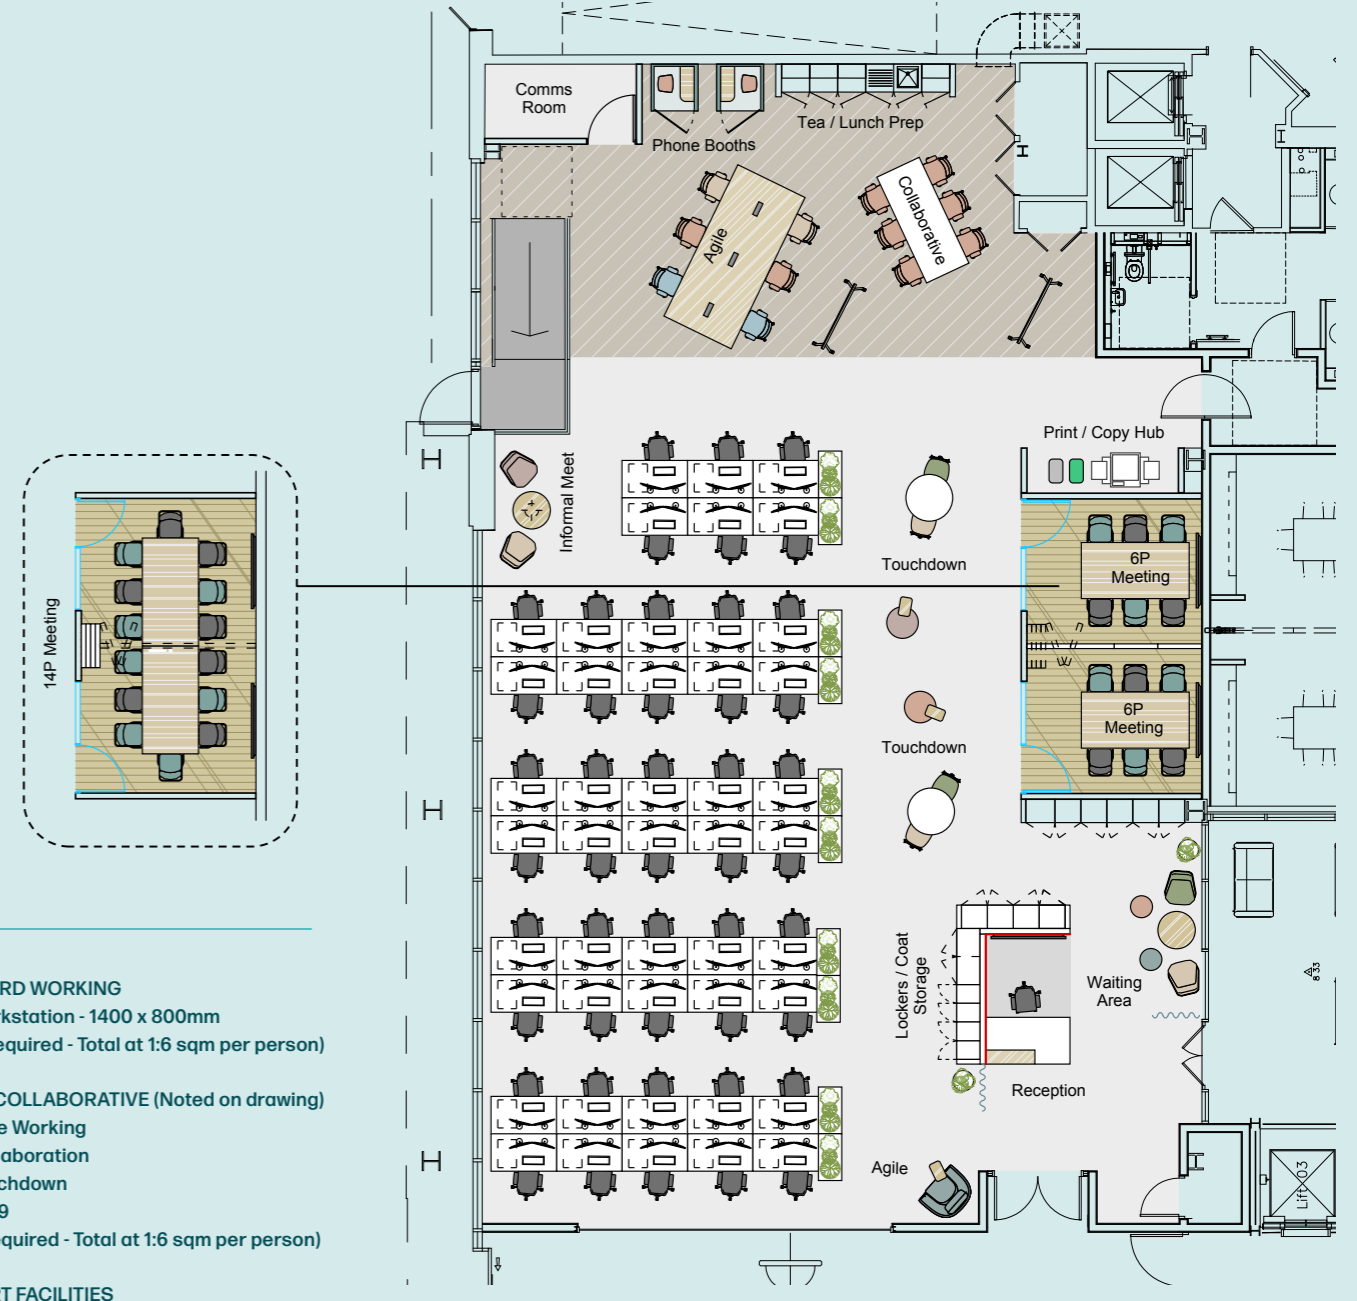 Comms
Room
Phone Booths
Tea / Lunch Prep
Agile
Collaborative
Print / Copy Hub
Informal Meet
Touchdown
6P
Meeting
14P Meeting
6P
Meeting
Touchdown
Lockers / Coat
Storage
Waiting
Area
Reception
Agile
Lift 03
RD WORKING
kstation - 1400 x 800mm
equired - Total at 1:6 sqm per person)
COLLABORATIVE (Noted on drawing)
e Working
laboration
chdown
9
equired - Total at 1:6 sqm per person)
RT FACILITIES